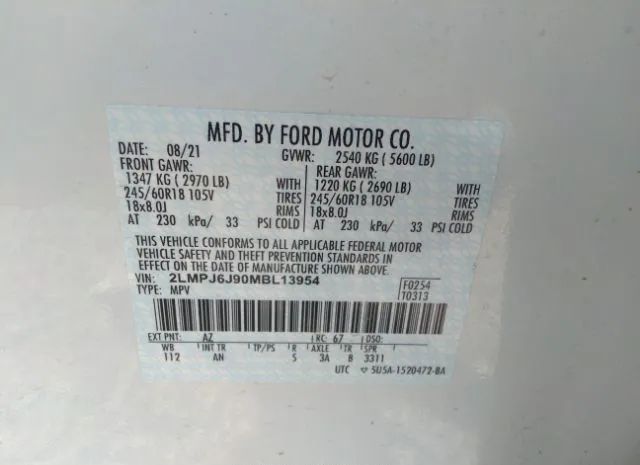 MFD. BY FORD MOTOR CO.
DATE: 08/21 GVWR: 2540 KG ( 5600 LB)
FRONT GAWR: REAR GAWR:
1347 KG ( 2970 LB) WITH 1220 KG ( 2690 LB) WITH
245/60R18 105V TIRES 245/60R18 105V TIRES
18x8.0J RIMS 18x8.0J RIMS
AT 230 kPa/ 33 PSI COLD AT 230 kPa/ 33 PSI COLD
THIS VEHICLE CONFORMS TO ALL APPLICABLE FEDERAL MOTOR
VEHICLE SAFETY AND THEFT PREVENTION STANDARDS IN
EFFECT ON THE DATE OF MANUFACTURE SHOWN ABOVE.
VIN: 2LMPJ6J90MBL13954 F0254
TYPE: MPV T0313
EXT PNT: AZ RC: 67 DSO:
WB INT TR TP/PS R AXLE TR SPR
112 AN S 3A 8 3311
UTC 5U5A-1520472-BA